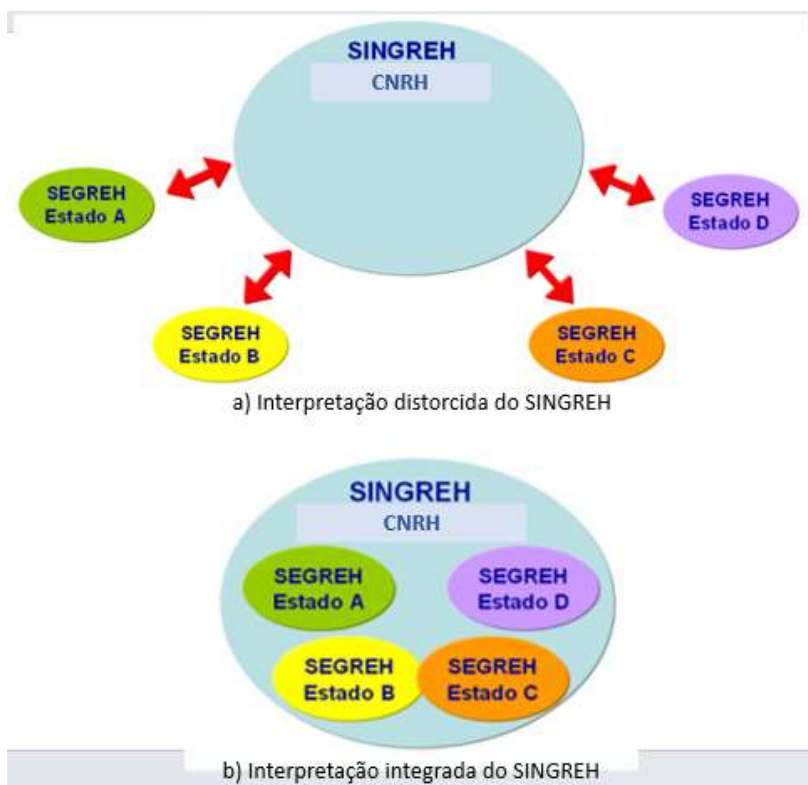 SINGREH
CNRH
SEGREH
Estado A
SEGREH
Estado D
SEGREH
Estado B
SEGREH
Estado C
a) Interpretação distorcida do SINGREH
SINGREH
CNRH
SEGREH
Estado A
SEGREH
Estado D
SEGREH
Estado B
SEGREH
Estado C
b) Interpretação integrada do SINGREH